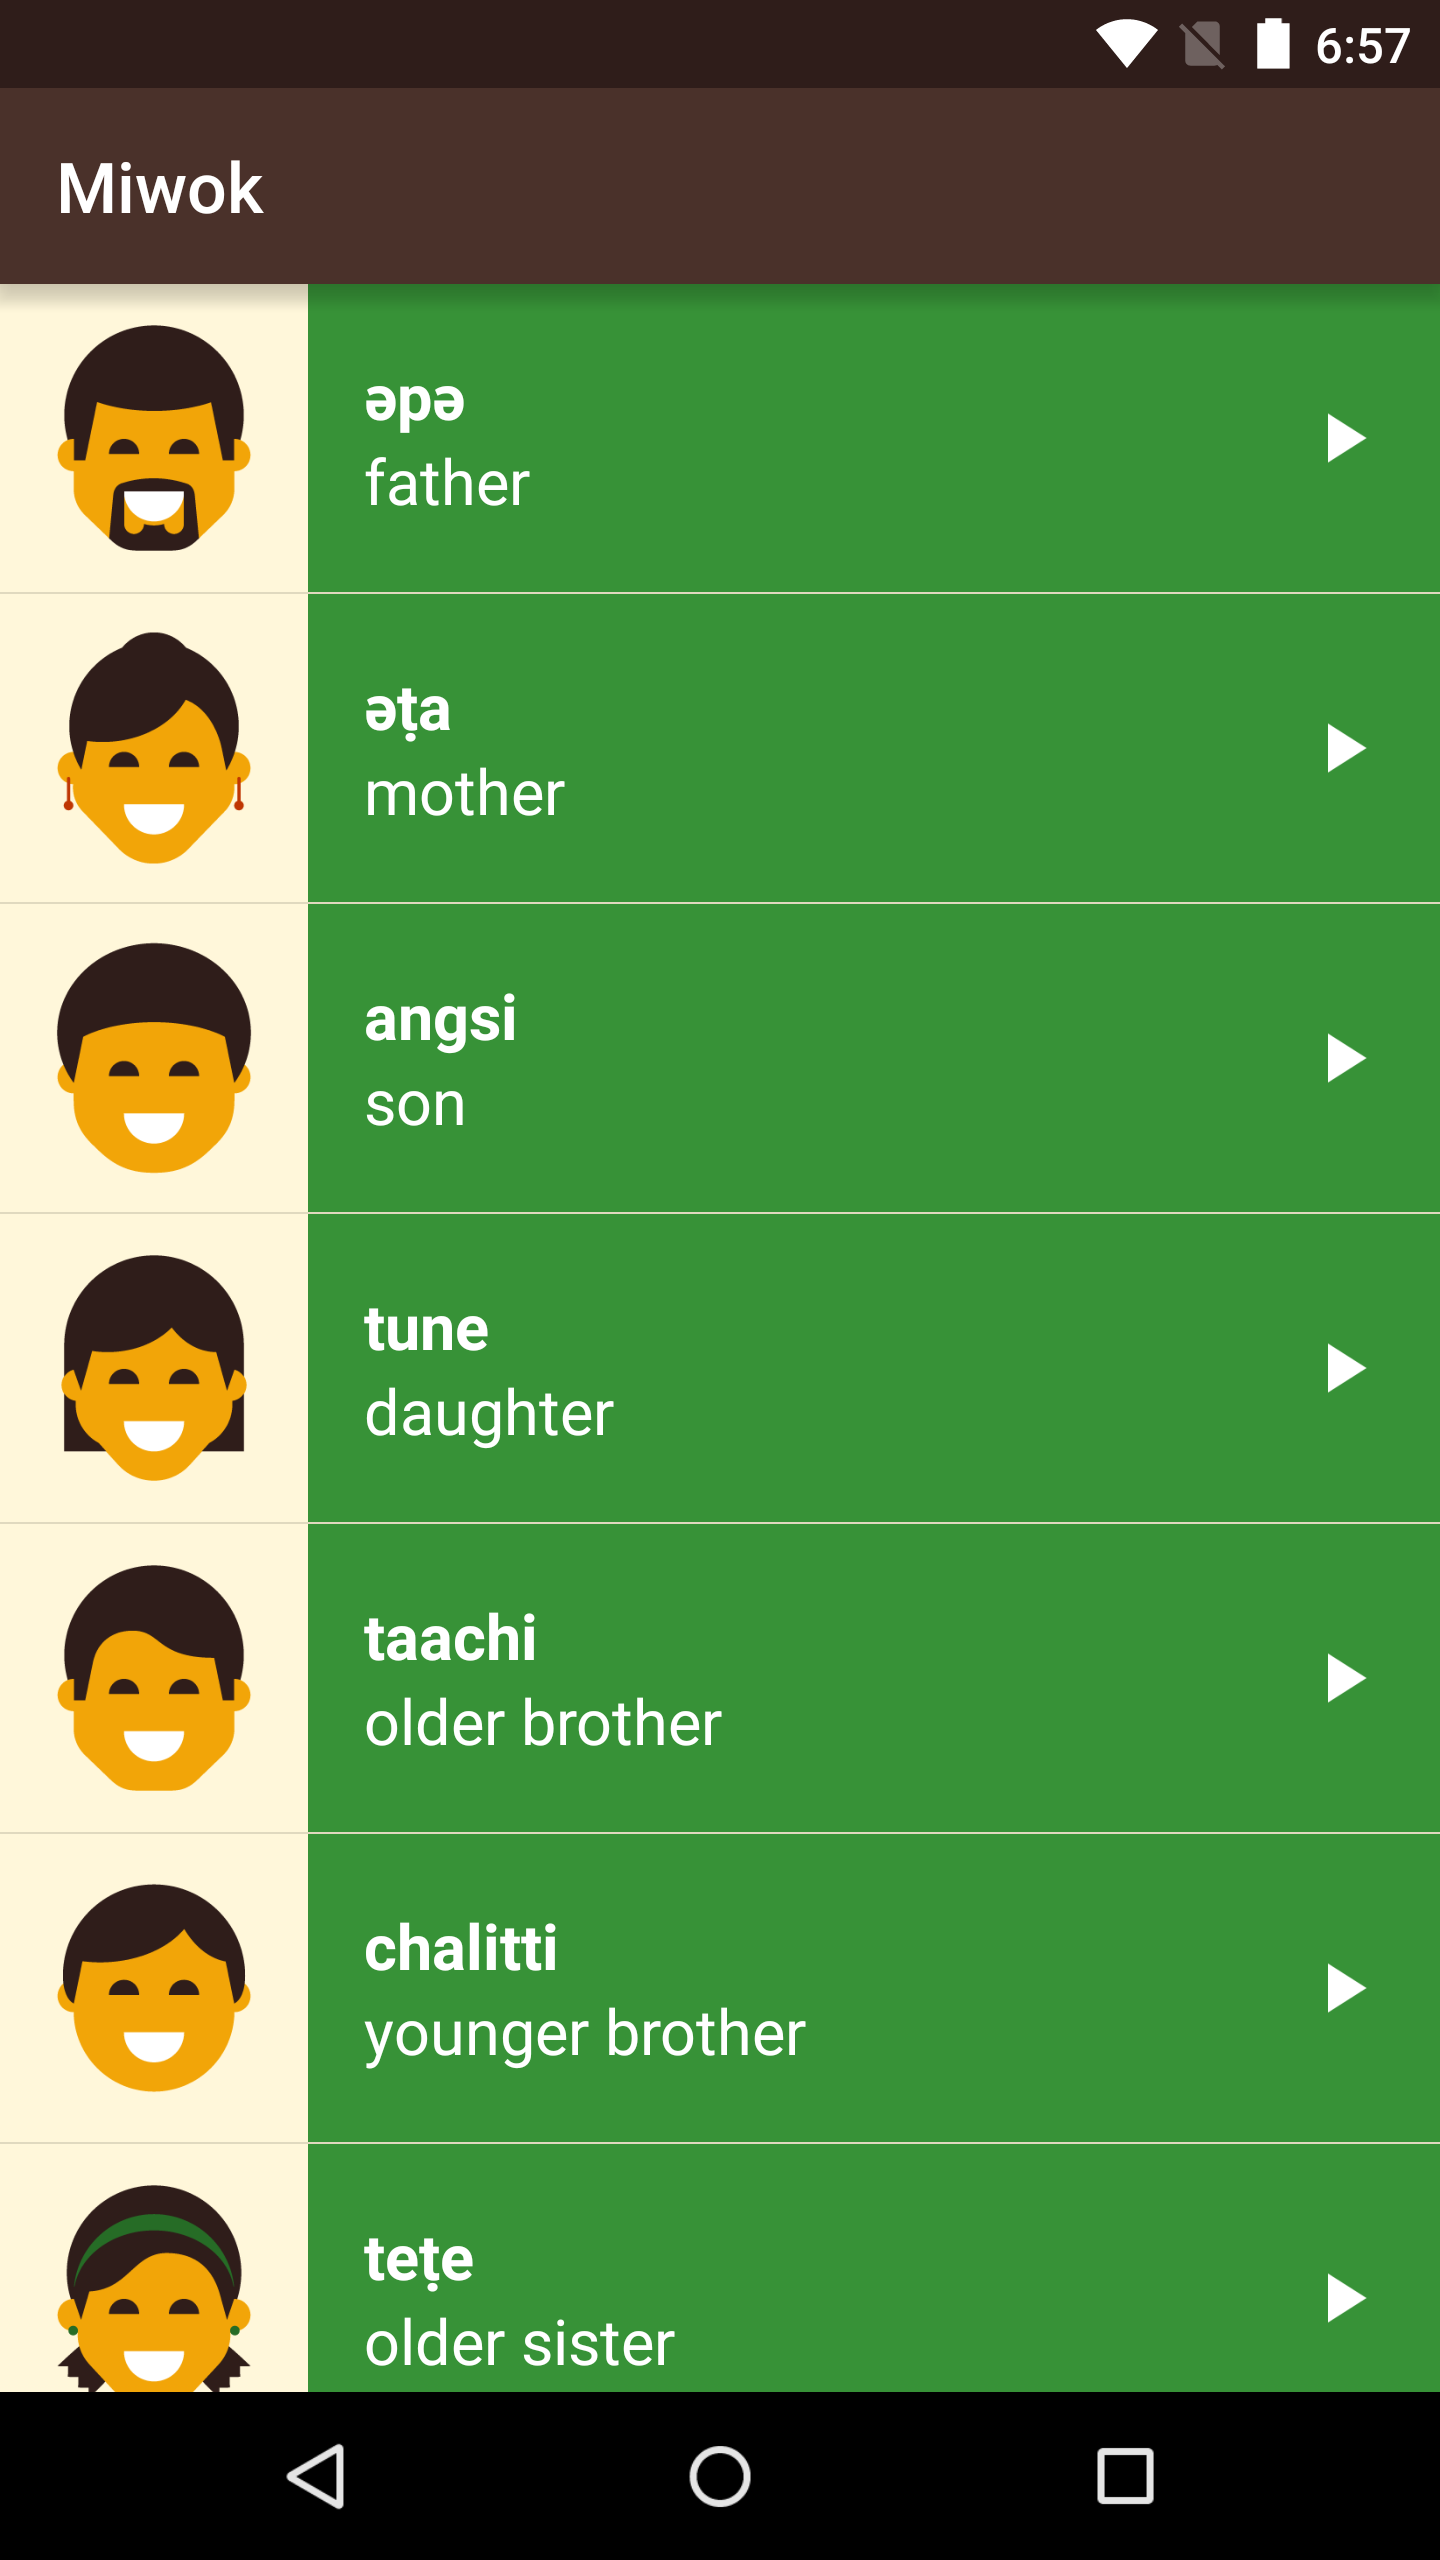 6:57
Miwok
əpə
father
əṭa
mother
angsi
son
tune
daughter
taachi
older brother
chalitti
younger brother
teṭe
older sister